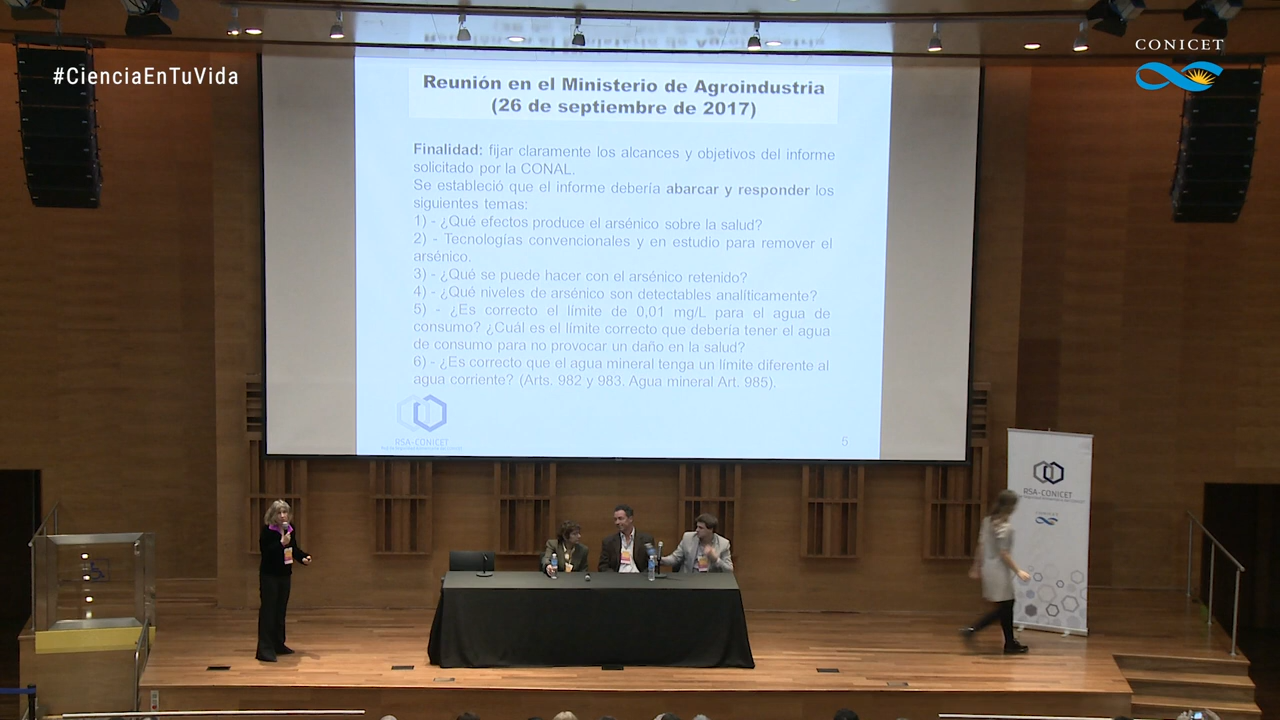 CONICET
#CienciaEnTuVida
Reunión en el Ministerio de Agroindustria
(26 de septiembre de 2017)
Finalidad: fijar claramente los alcances y objetivos del informe
solicitado por la CONAL.
Se estableció que el informe debería abarcar y responder los
siguientes temas:
1) - ¿Qué efectos produce el arsénico sobre la salud?
2) - Tecnologías convencionales y en estudio para remover el
arsénico.
3) - ¿Qué se puede hacer con el arsénico retenido?
4) - ¿Qué niveles de arsénico son detectables analíticamente?
5) - ¿Es correcto el límite de 0,01 mg/L para el agua de
consumo? ¿Cuál es el límite correcto que debería tener el agua
de consumo para no provocar un daño en la salud?
6) - ¿Es correcto que el agua mineral tenga un límite diferente al
agua corriente? (Arts. 982 y 983. Agua mineral Art. 985).
RSA-CONICET
5
RSA-CONICET
CONICET